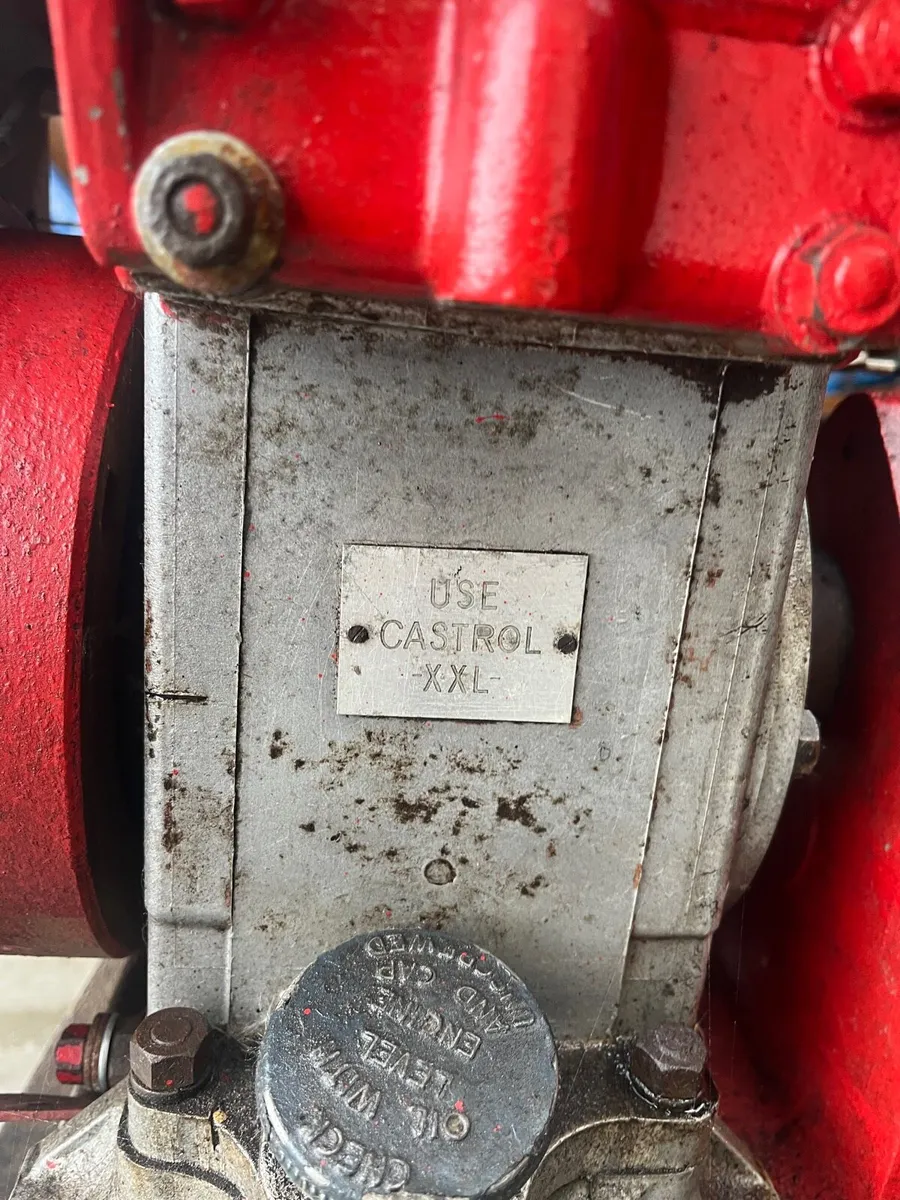 USE
CASTROL
-XXL-
CHECK
OIL WITH
LEVEL
ENGINE
AND CAP
UNSCREWED